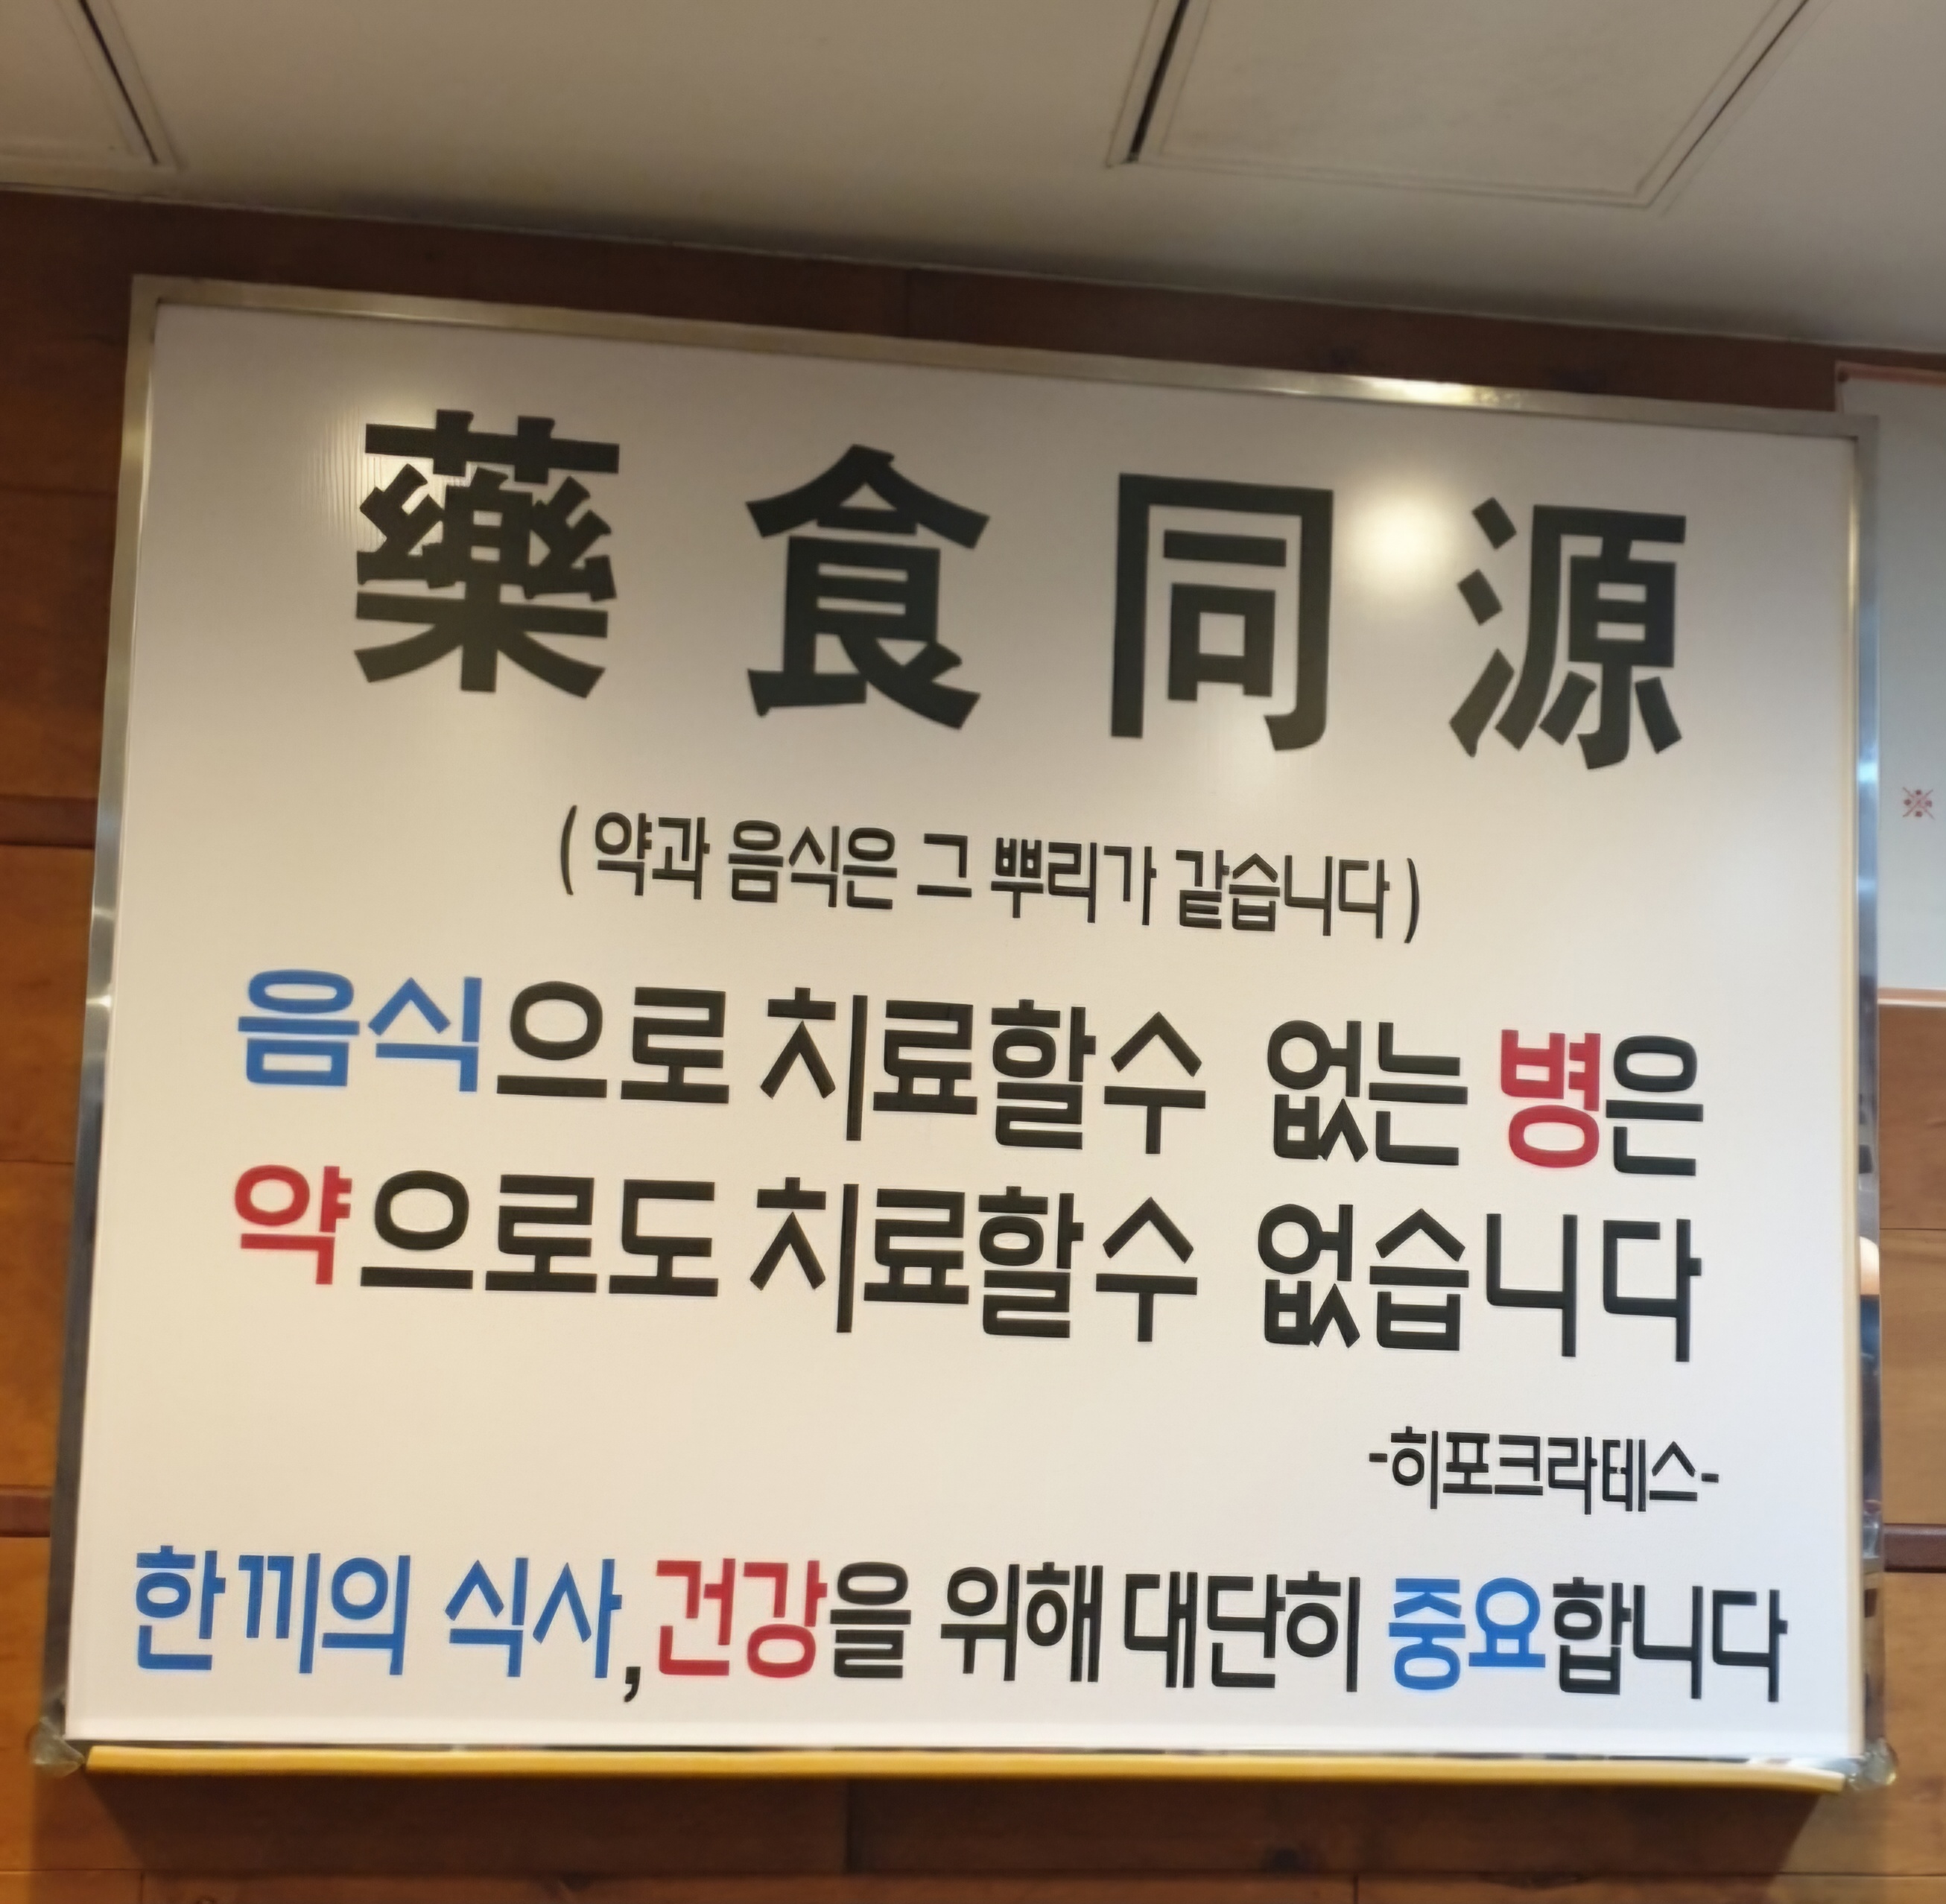 藥食同源
( 약과 음식은 그 뿌리가 같습니다 )
음식으로 치료할수 없는 병은
약으로도 치료할수 없습니다
-히포크라테스-
한끼의 식사,건강을 위해 대단히 중요합니다
※